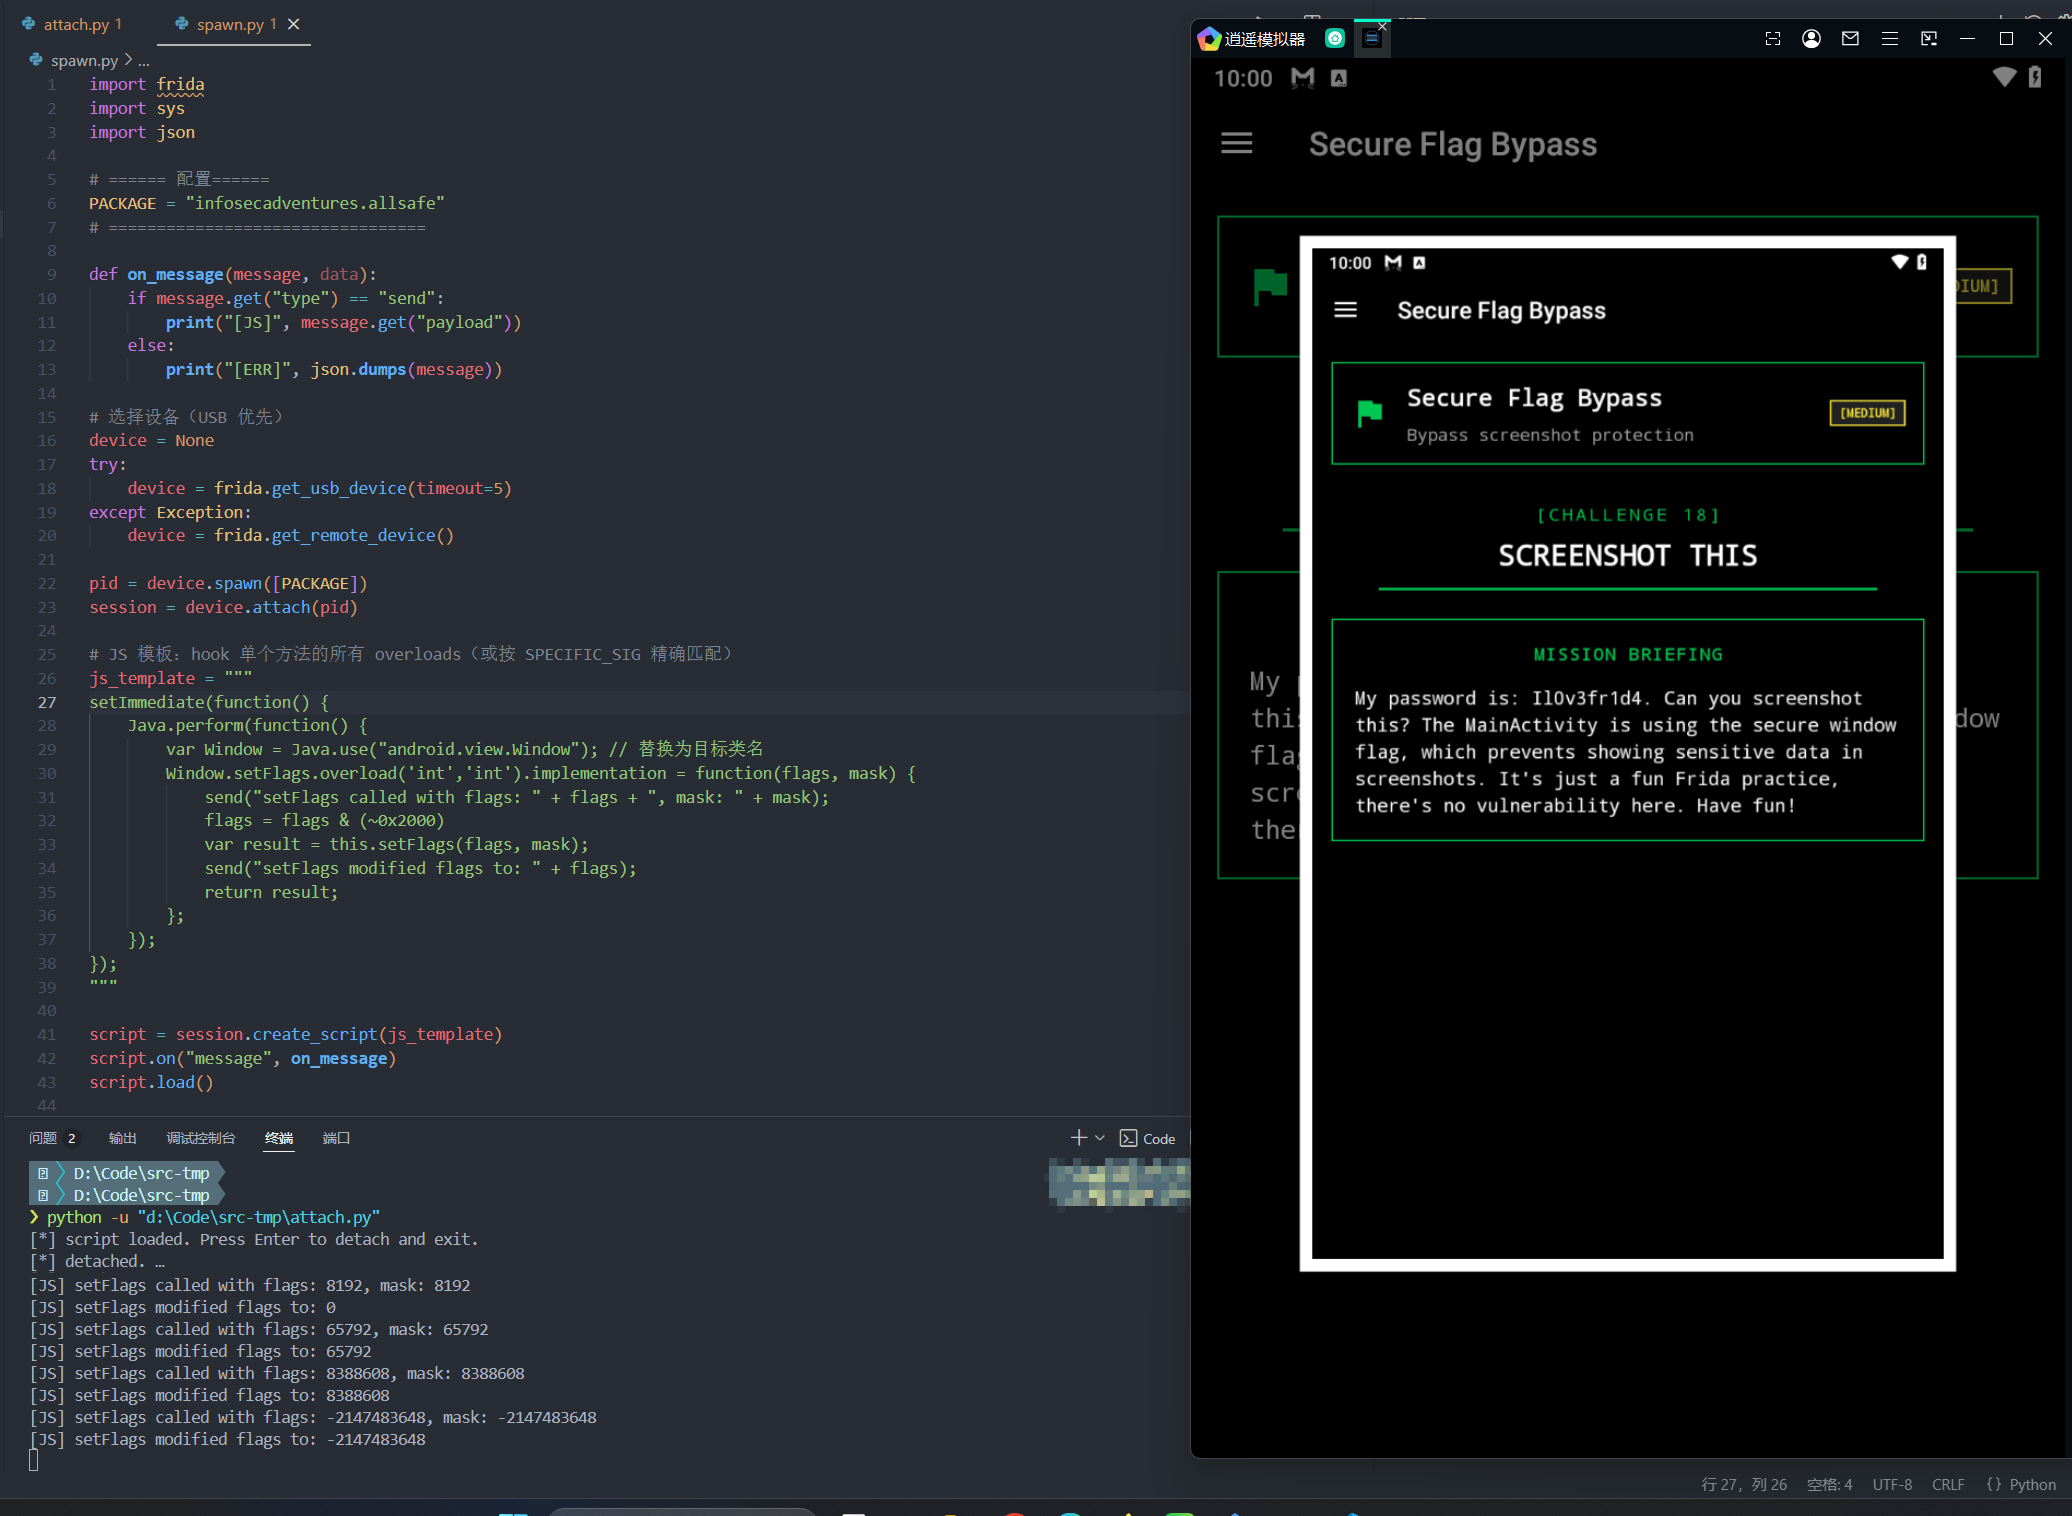 attach.py 1
spawn.py 1
spawn.py > ...
1 import frida
2 import sys
3 import json
4
5 # ====== 配置======
6 PACKAGE = "infosecadventures.allsafe"
7 # =================================
8
9 def on_message(message, data):
10 if message.get("type") == "send":
11 print("[JS]", message.get("payload"))
12 else:
13 print("[ERR]", json.dumps(message))
14
15 # 选择设备（USB 优先）
16 device = None
17 try:
18 device = frida.get_usb_device(timeout=5)
19 except Exception:
20 device = frida.get_remote_device()
21
22 pid = device.spawn([PACKAGE])
23 session = device.attach(pid)
24
25 # JS 模板：hook 单个方法的所有 overloads（或按 SPECIFIC_SIG 精确匹配）
26 js_template = """
27 setImmediate(function() {
28 Java.perform(function() {
29 var Window = Java.use("android.view.Window"); // 替换为目标类名
30 Window.setFlags.overload('int','int').implementation = function(flags, mask) {
31 send("setFlags called with flags: " + flags + ", mask: " + mask);
32 flags = flags & (~0x2000)
33 var result = this.setFlags(flags, mask);
34 send("setFlags modified flags to: " + flags);
35 return result;
36 };
37 });
38 });
39 """
40
41 script = session.create_script(js_template)
42 script.on("message", on_message)
43 script.load()
44
问题 2 输出 调试控制台 终端 端口
Code
D:\Code\src-tmp
D:\Code\src-tmp
❯ python -u "d:\Code\src-tmp\attach.py"
[*] script loaded. Press Enter to detach and exit.
[*] detached. …
[JS] setFlags called with flags: 8192, mask: 8192
[JS] setFlags modified flags to: 0
[JS] setFlags called with flags: 65792, mask: 65792
[JS] setFlags modified flags to: 65792
[JS] setFlags called with flags: 8388608, mask: 8388608
[JS] setFlags modified flags to: 8388608
[JS] setFlags called with flags: -2147483648, mask: -2147483648
[JS] setFlags modified flags to: -2147483648
行 27，列 26 空格: 4 UTF-8 CRLF {} Python
逍遥模拟器
10:00
Secure Flag Bypass
My
10:00
Secure Flag Bypass
Secure Flag Bypass
[MEDIUM]
Bypass screenshot protection
[CHALLENGE 18]
SCREENSHOT THIS
MISSION BRIEFING
My password is: Il0v3fr1d4. Can you screenshot
this? The MainActivity is using the secure window
flag, which prevents showing sensitive data in
screenshots. It's just a fun Frida practice,
there's no vulnerability here. Have fun!